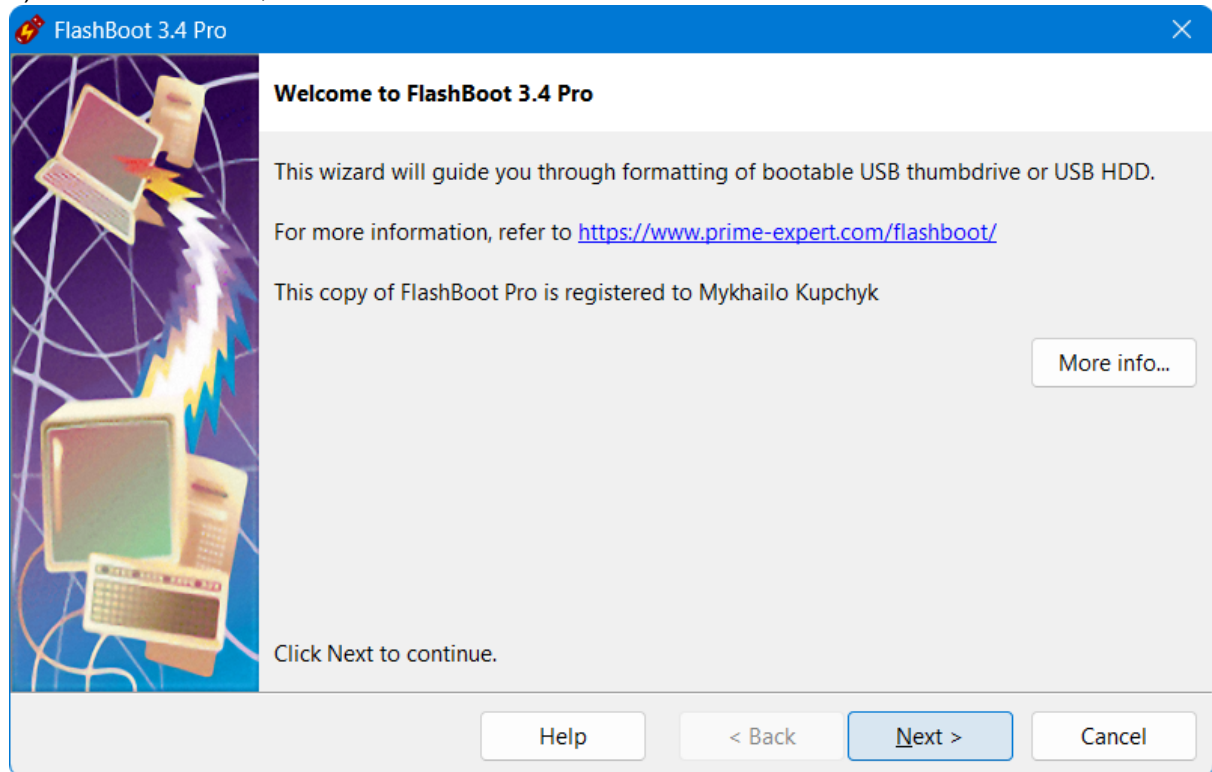 FlashBoot 3.4 Pro
Welcome to FlashBoot 3.4 Pro
This wizard will guide you through formatting of bootable USB thumbdrive or USB HDD.
For more information, refer to https://www.prime-expert.com/flashboot/
This copy of FlashBoot Pro is registered to Mykhailo Kupchyk
More info...
Click Next to continue.
Help
< Back
Next >
Cancel